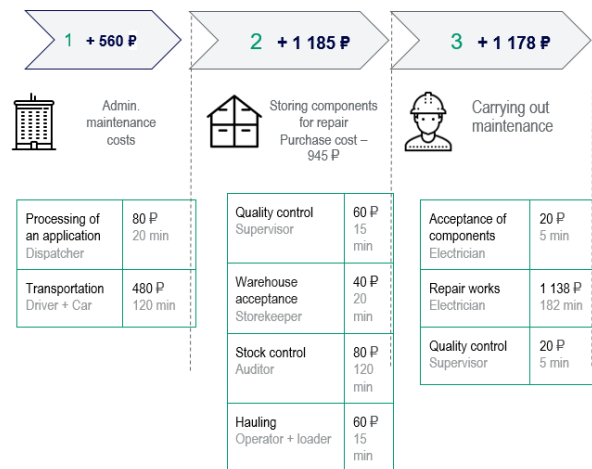 1 + 560 ₽
2 + 1 185 ₽
3 + 1 178 ₽
Admin.
maintenance
costs
Storing components
for repair
Purchase cost –
945 ₽
Carrying out
maintenance
Processing of
an application
Dispatcher
80 ₽
20 min
Transportation
Driver + Car
480 ₽
120 min
Quality control
Supervisor
60 ₽
15
min
Warehouse
acceptance
Storekeeper
40 ₽
20
min
Stock control
Auditor
80 ₽
120
min
Hauling
Operator + loader
60 ₽
15
min
Acceptance of
components
Electrician
20 ₽
5 min
Repair works
Electrician
1 138 ₽
182 min
Quality control
Supervisor
20 ₽
5 min